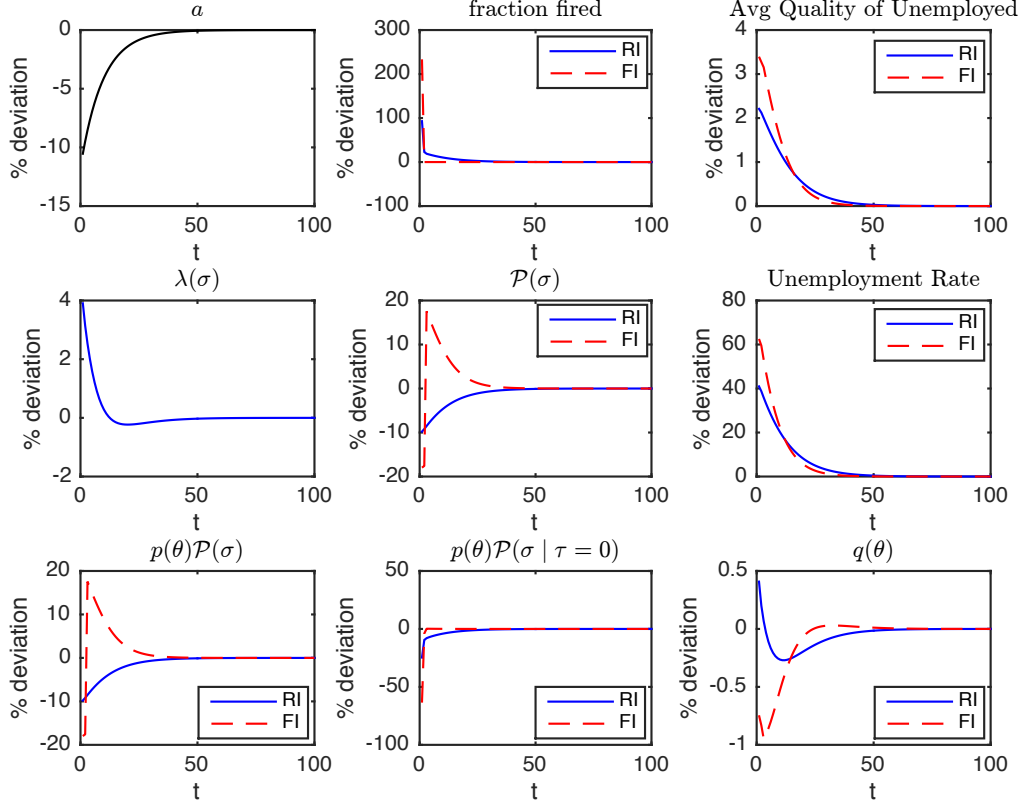 a
0
-5
-10
-15
% deviation
0
50
100
t
fraction fired
300
200
100
0
-100
% deviation
RI
FI
0
50
100
t
Avg Quality of Unemployed
4
3
2
1
0
% deviation
RI
FI
0
50
100
t
λ(σ)
4
2
0
-2
% deviation
0
50
100
t
𝒫(σ)
20
10
0
-10
-20
% deviation
RI
FI
0
50
100
t
Unemployment Rate
80
60
40
20
0
% deviation
RI
FI
0
50
100
t
p(θ)𝒫(σ)
20
10
0
-10
-20
% deviation
RI
FI
0
50
100
t
p(θ)𝒫(σ | τ = 0)
50
0
-50
-100
% deviation
RI
FI
0
50
100
t
q(θ)
0.5
0
-0.5
-1
% deviation
RI
FI
0
50
100
t